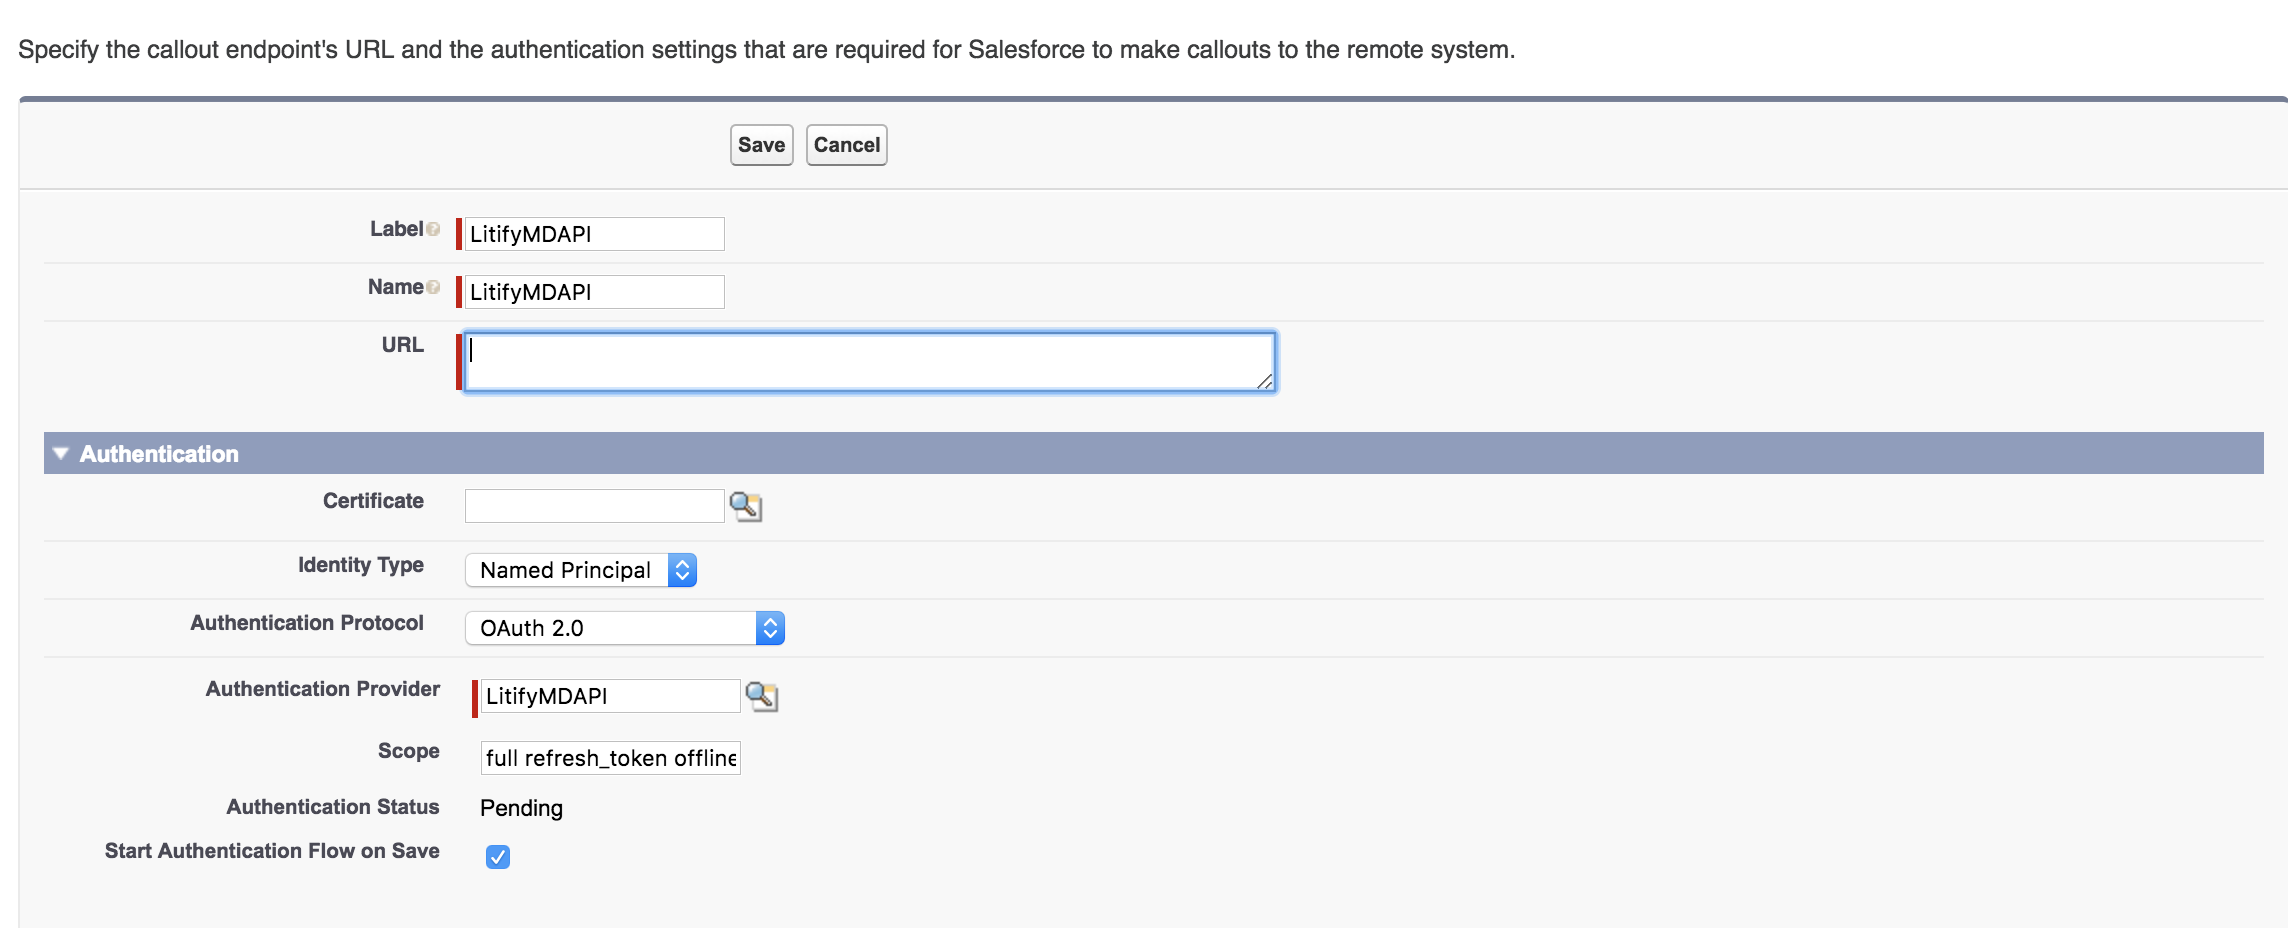 Specify the callout endpoint's URL and the authentication settings that are required for Salesforce to make callouts to the remote system.
Save Cancel
Label LitifyMDAPI
Name LitifyMDAPI
URL
Authentication
Certificate
Identity Type Named Principal
Authentication Protocol OAuth 2.0
Authentication Provider LitifyMDAPI
Scope full refresh_token offline
Authentication Status Pending
Start Authentication Flow on Save